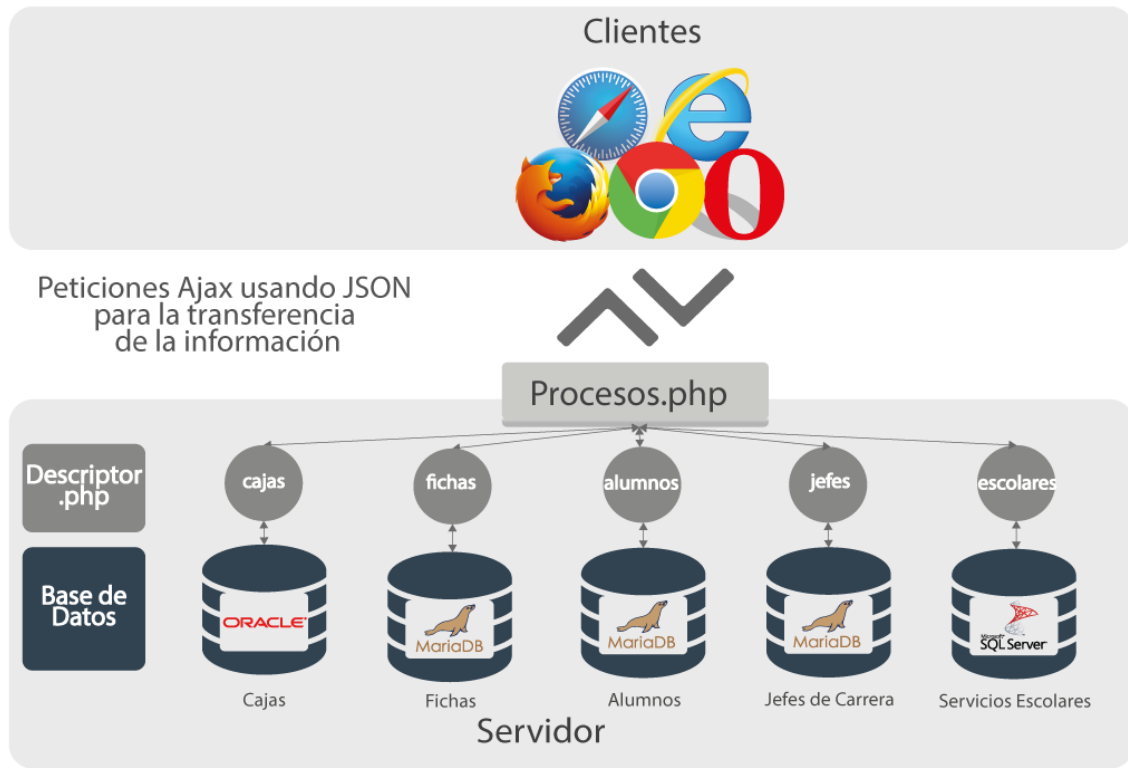 Clientes
Peticiones Ajax usando JSON
para la transferencia
de la información
Procesos.php
Descriptor
.php
cajas
fichas
alumnos
jefes
escolares
Base de
Datos
ORACLE
MariaDB
MariaDB
MariaDB
Microsoft
SQL Server
Cajas
Fichas
Alumnos
Jefes de Carrera
Servicios Escolares
Servidor